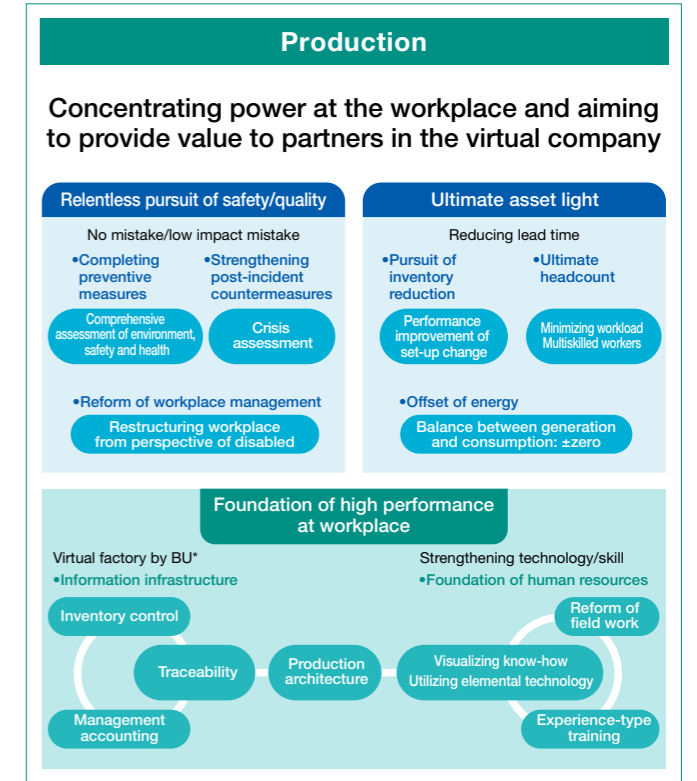 Production
Concentrating power at the workplace and aiming
to provide value to partners in the virtual company
Relentless pursuit of safety/quality
No mistake/low impact mistake
•Completing
preventive
measures
Comprehensive
assessment of environment,
safety and health
•Strengthening
post-incident
countermeasures
Crisis
assessment
•Reform of workplace management
Restructuring workplace
from perspective of disabled
Ultimate asset light
Reducing lead time
•Pursuit of
inventory
reduction
Performance
improvement of
set-up change
•Ultimate
headcount
Minimizing workload
Multiskilled workers
•Offset of energy
Balance between generation
and consumption: ±zero
Foundation of high performance
at workplace
Virtual factory by BU*
•Information infrastructure
Inventory control
Traceability
Management
accounting
Production
architecture
Strengthening technology/skill
•Foundation of human resources
Reform of
field work
Visualizing know-how
Utilizing elemental technology
Experience-type
training